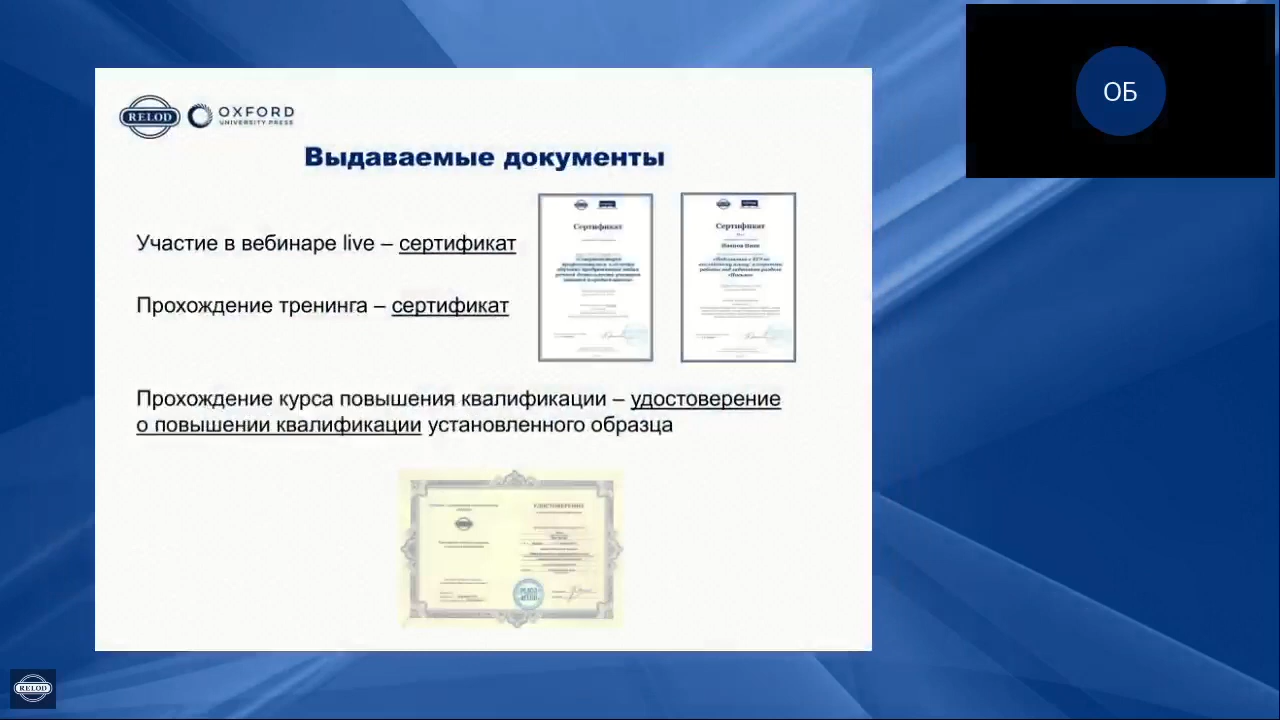 ОБ
RELOD
OXFORD
UNIVERSITY PRESS
Выдаваемые документы
Участие в вебинаре live – сертификат
Прохождение тренинга – сертификат
Сертификат
Сертификат
Прохождение курса повышения квалификации – удостоверение
о повышении квалификации установленного образца
УДОСТОВЕРЕНИЕ
RELOD